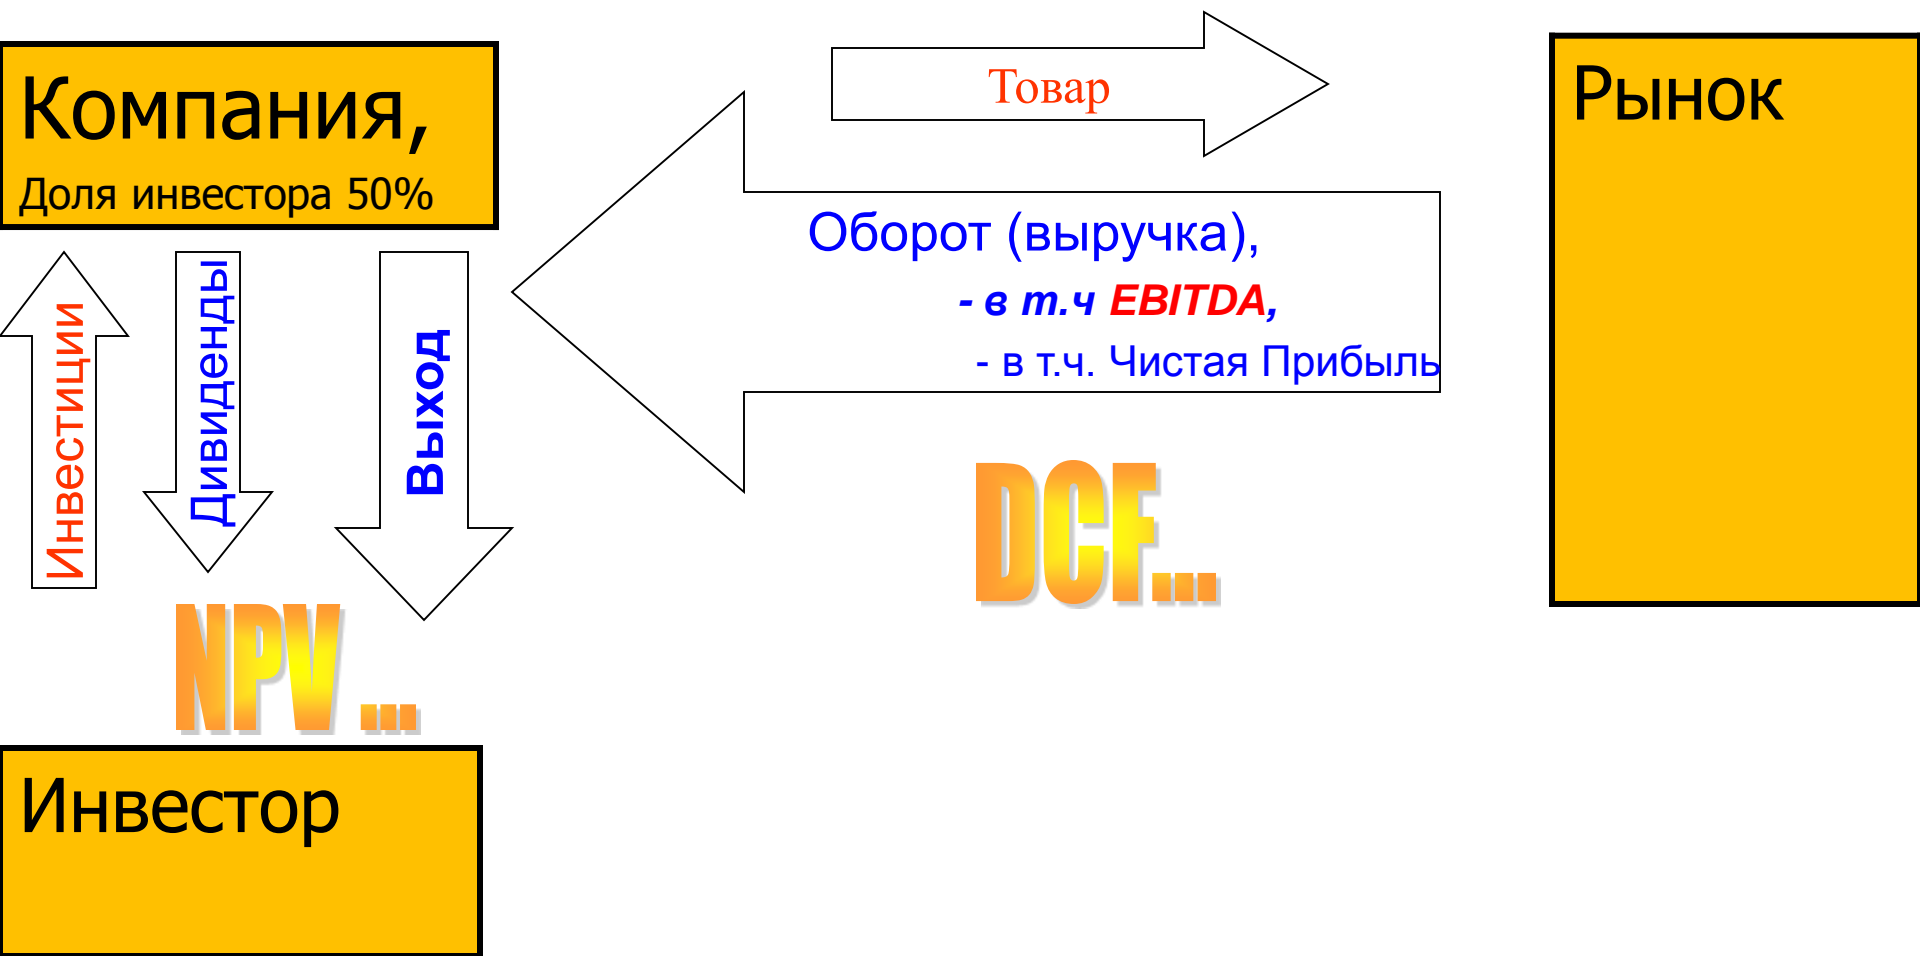 Компания,
Доля инвестора 50%
Товар
Рынок
Оборот (выручка),
- в т.ч EBITDA,
- в т.ч. Чистая Прибыль
Инвестиции
Дивиденды
Выход
DCF...
NPV ...
Инвестор